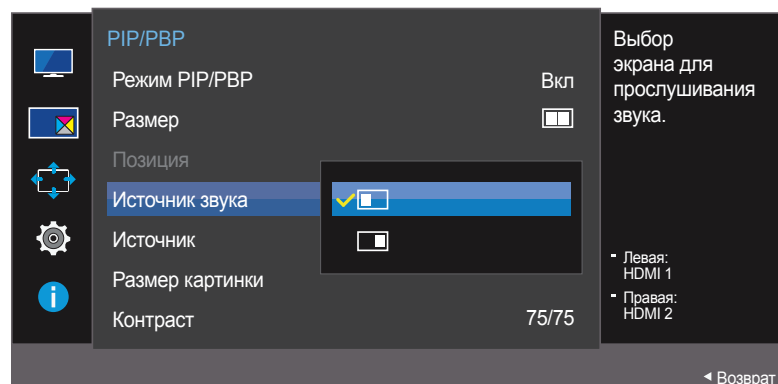 PIP/PBP
Режим PIP/PBP
Вкл
Размер
Позиция
Источник звука
Источник
Размер картинки
Контраст
75/75
Выбор
экрана для
прослушивания
звука.
Левая:
HDMI 1
Правая:
HDMI 2
Возврат